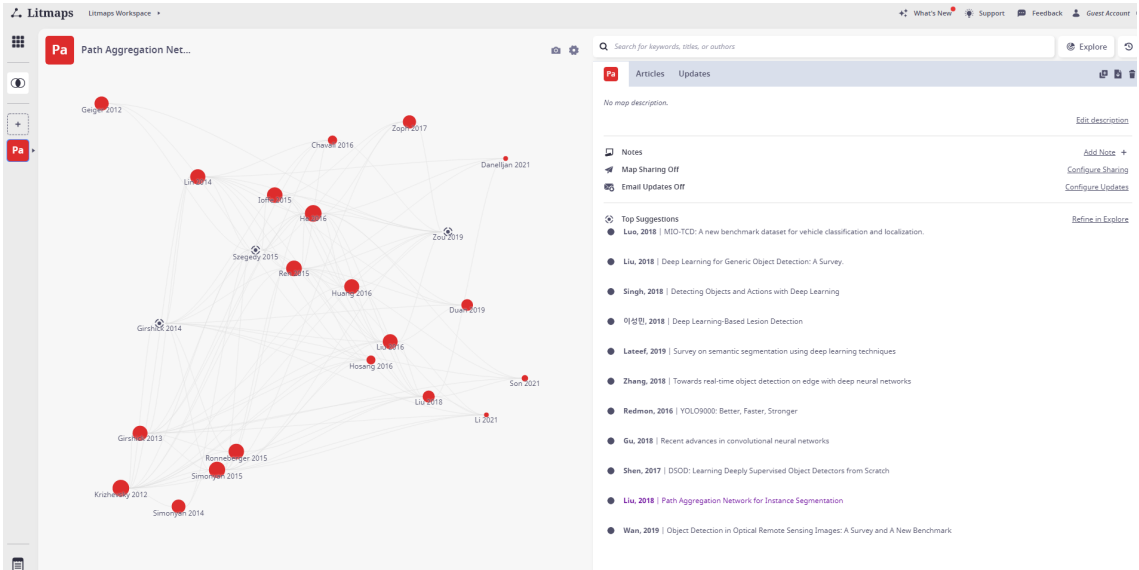 Litmaps
Litmaps Workspace
What's New
Support
Feedback
Guest Account
Pa
Path Aggregation Net...
Search for keywords, titles, or authors
Explore
Pa
Articles
Updates
No map description.
Edit description
Notes
Add Note +
Map Sharing Off
Configure Sharing
Email Updates Off
Configure Updates
Top Suggestions
Refine in Explore
Luo, 2018 | MIO-TCD: A new benchmark dataset for vehicle classification and localization.
Liu, 2018 | Deep Learning for Generic Object Detection: A Survey.
Singh, 2018 | Detecting Objects and Actions with Deep Learning
이성민, 2018 | Deep Learning-Based Lesion Detection
Lateef, 2019 | Survey on semantic segmentation using deep learning techniques
Zhang, 2018 | Towards real-time object detection on edge with deep neural networks
Redmon, 2016 | YOLO9000: Better, Faster, Stronger
Gu, 2018 | Recent advances in convolutional neural networks
Shen, 2017 | DSOD: Learning Deeply Supervised Object Detectors from Scratch
Liu, 2018 | Path Aggregation Network for Instance Segmentation
Wan, 2019 | Object Detection in Optical Remote Sensing Images: A Survey and A New Benchmark
+
Pa
Geiger 2012
Zoph 2017
Chavali 2016
Danelljan 2021
Lin 2014
Ioffe 2015
He 2016
Zou 2019
Szegedy 2015
Ren 2015
Huang 2016
Duan 2019
Girshick 2014
Liu 2016
Hosang 2016
Son 2021
Liu 2018
Li 2021
Girshick 2013
Ronneberger 2015
Simonyan 2015
Krizhevsky 2012
Simonyan 2014